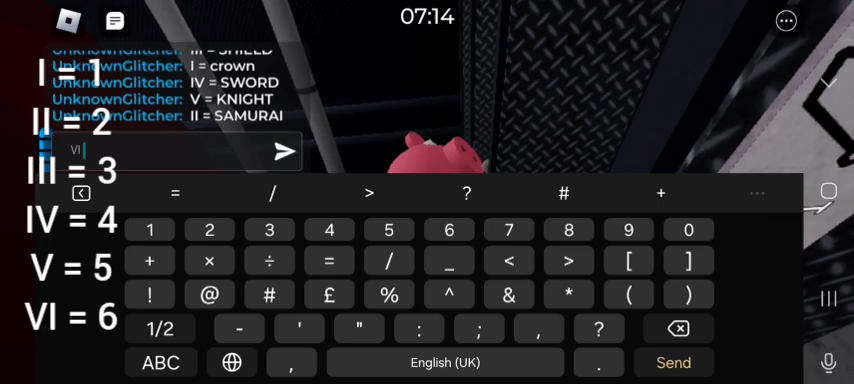 07:14
UnknownGlitcher: III = SHIELD
UnknownGlitcher: I = crown
UnknownGlitcher: IV = SWORD
UnknownGlitcher: V = KNIGHT
UnknownGlitcher: II = SAMURAI
VI
I = 1
II = 2
III = 3
IV = 4
V = 5
VI = 6
= / > ? # + ...
1 2 3 4 5 6 7 8 9 0
+ × ÷ = / _ < > [ ]
! @ # £ % ^ & * ( )
1/2 - ' " : ; , ?
ABC , English (UK) . Send